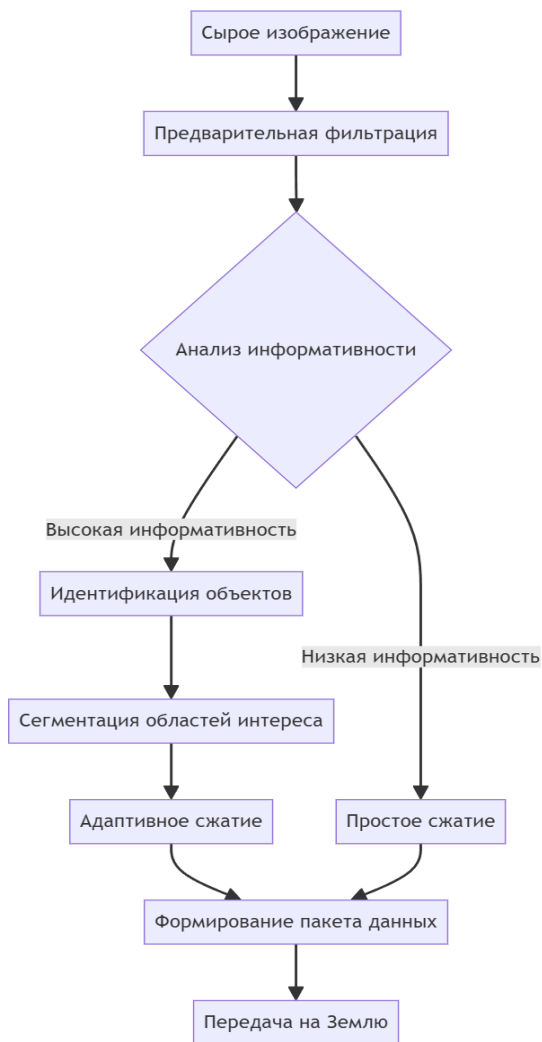 Сырое изображение
Предварительная фильтрация
Анализ информативности
Высокая информативность
Идентификация объектов
Низкая информативность
Сегментация областей интереса
Адаптивное сжатие
Простое сжатие
Формирование пакета данных
Передача на Землю